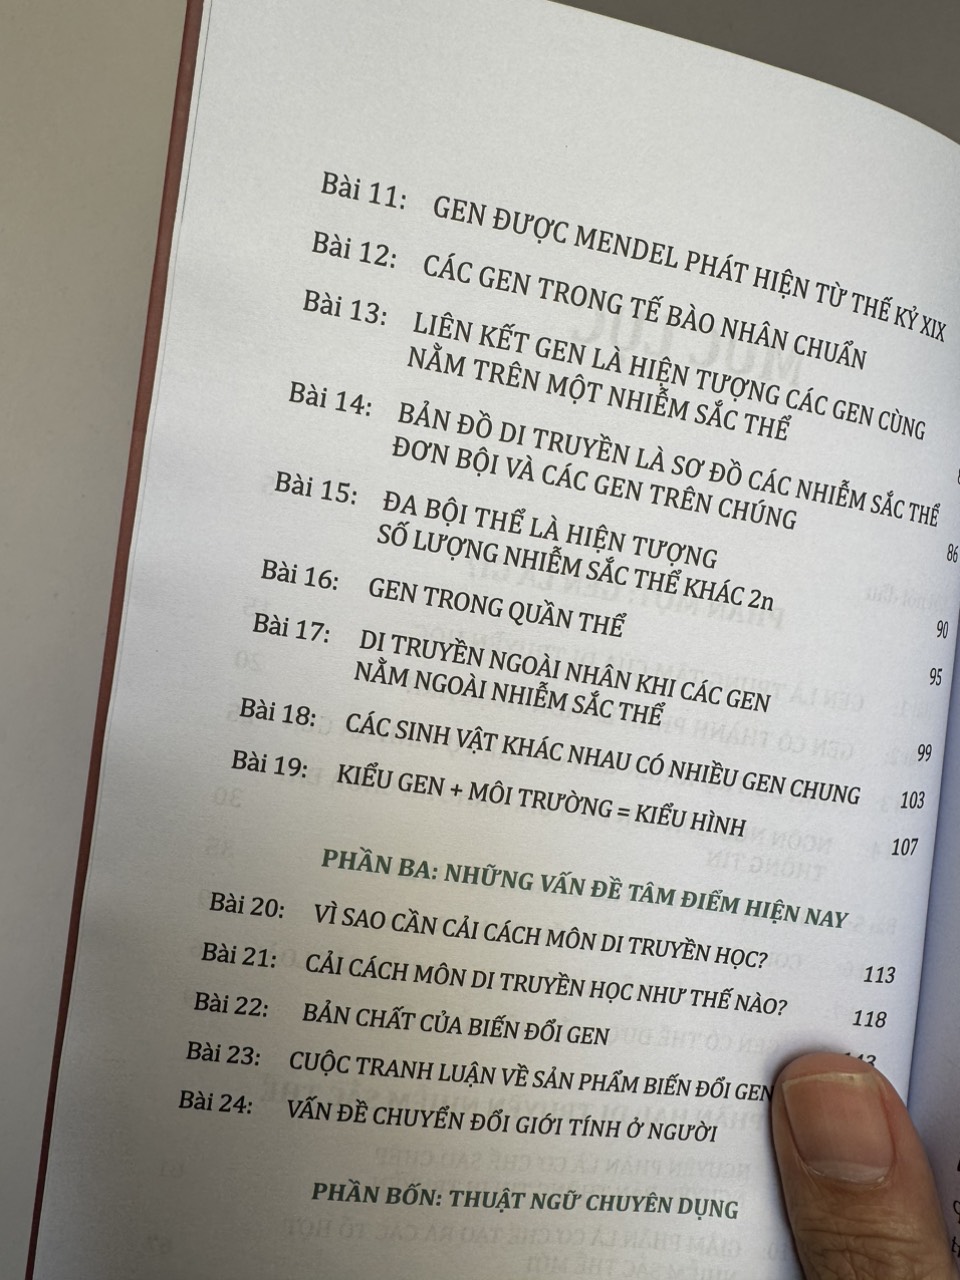 Bài 11: GEN ĐƯỢC MENDEL PHÁT HIỆN TỪ THẾ KỶ XIX
Bài 12: CÁC GEN TRONG TẾ BÀO NHÂN CHUẨN
Bài 13: LIÊN KẾT GEN LÀ HIỆN TƯỢNG CÁC GEN CÙNG
NẰM TRÊN MỘT NHIỄM SẮC THỂ
Bài 14: BẢN ĐỒ DI TRUYỀN LÀ SƠ ĐỒ CÁC NHIỄM SẮC THỂ
ĐƠN BỘI VÀ CÁC GEN TRÊN CHÚNG 86
Bài 15: ĐA BỘI THỂ LÀ HIỆN TƯỢNG
SỐ LƯỢNG NHIỄM SẮC THỂ KHÁC 2n 90
Bài 16: GEN TRONG QUẦN THỂ 95
Bài 17: DI TRUYỀN NGOÀI NHÂN KHI CÁC GEN
NẰM NGOÀI NHIỄM SẮC THỂ 99
Bài 18: CÁC SINH VẬT KHÁC NHAU CÓ NHIỀU GEN CHUNG 103
Bài 19: KIỂU GEN + MÔI TRƯỜNG = KIỂU HÌNH 107
PHẦN BA: NHỮNG VẤN ĐỀ TÂM ĐIỂM HIỆN NAY
Bài 20: VÌ SAO CẦN CẢI CÁCH MÔN DI TRUYỀN HỌC? 113
Bài 21: CẢI CÁCH MÔN DI TRUYỀN HỌC NHƯ THẾ NÀO? 118
Bài 22: BẢN CHẤT CỦA BIẾN ĐỔI GEN
Bài 23: CUỘC TRANH LUẬN VỀ SẢN PHẨM BIẾN ĐỔI GEN
Bài 24: VẤN ĐỀ CHUYỂN ĐỔI GIỚI TÍNH Ở NGƯỜI
PHẦN BỐN: THUẬT NGỮ CHUYÊN DỤNG